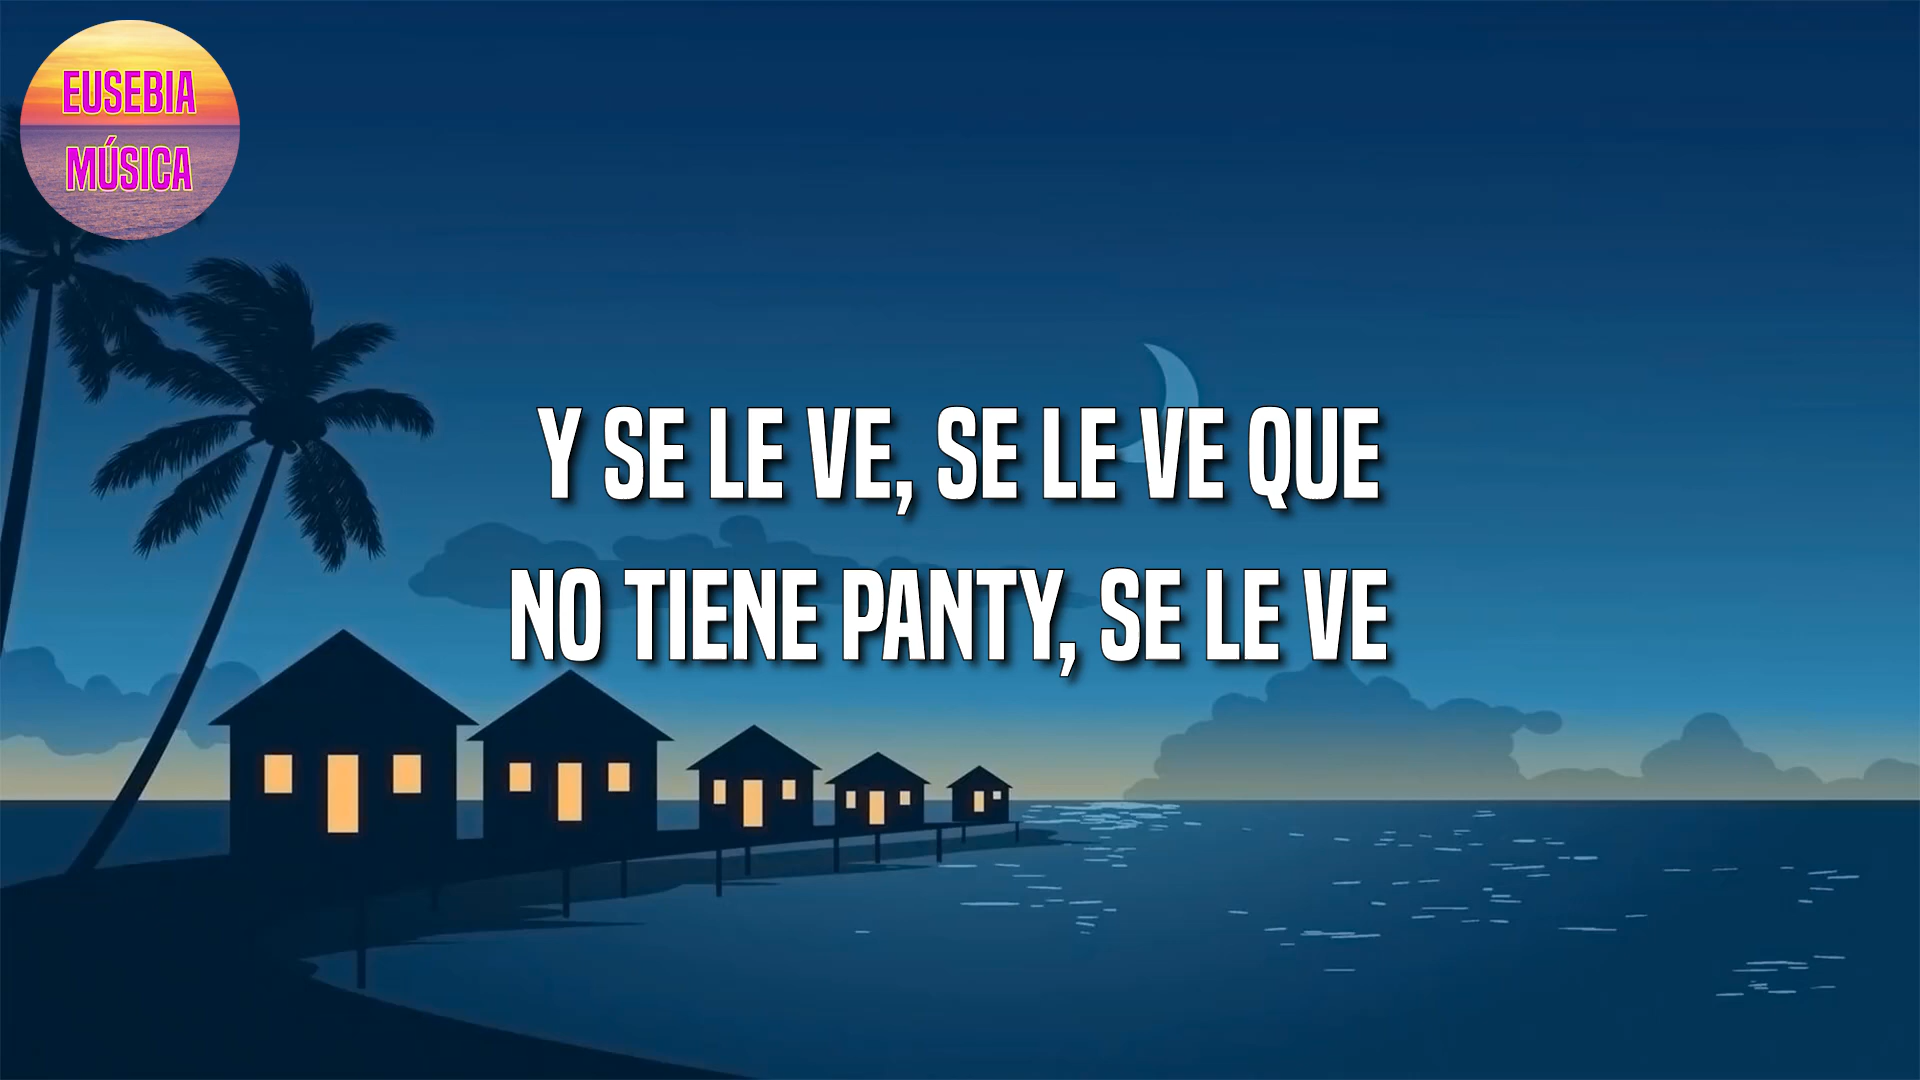 EUSEBIA
MÚSICA
Y SE LE VE, SE LE VE QUE
NO TIENE PANTY, SE LE VE